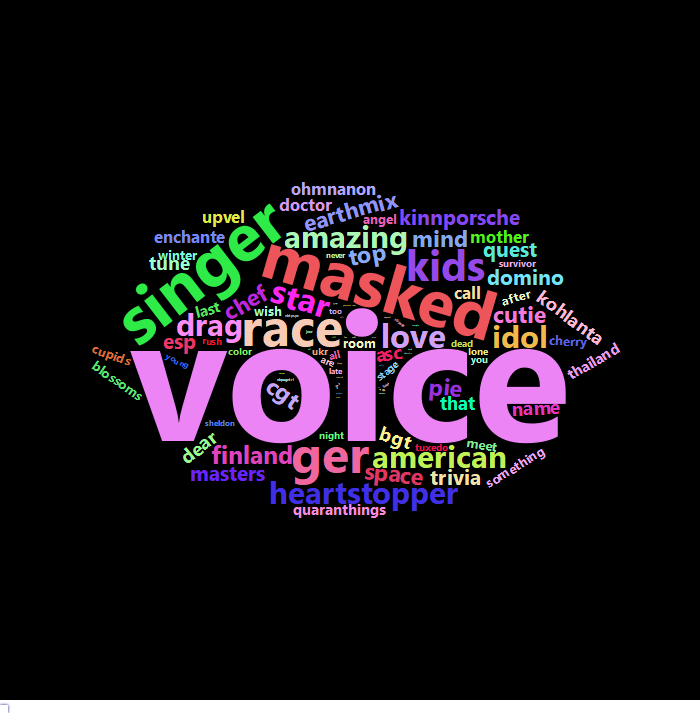 ohmnanon
doctor
earthmix
angel
kinnporsche
upvel
enchante
winter
tune
singer
amazing
never
top
mind
mother
quest
survivor
masked
kids
domino
call
after
kohlanta
star
chef
last
wish
too
drag
race
esp
rush
love
cutie
idol
cherry
thailand
room
dead
lone
you
cupids
blossoms
young
color
ukr
all
are
late
asc
stage
voice
cgt
pie
that
name
sheldon
night
bgt
tuxedo
meet
something
dear
finland
ger
american
masters
space
trivia
heartstopper
quaranthings